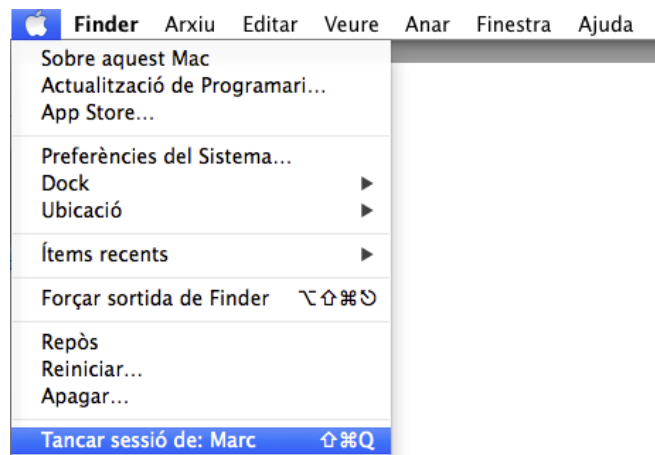 Finder Arxiu Editar Veure Anar Finestra Ajuda
Sobre aquest Mac
Actualització de Programari...
App Store...
Preferències del Sistema...
Dock ▶
Ubicació ▶
Ítems recents ▶
Forçar sortida de Finder ⌥⇧⌘⎋
Repòs
Reiniciar...
Apagar...
Tancar sessió de: Marc ⇧⌘Q